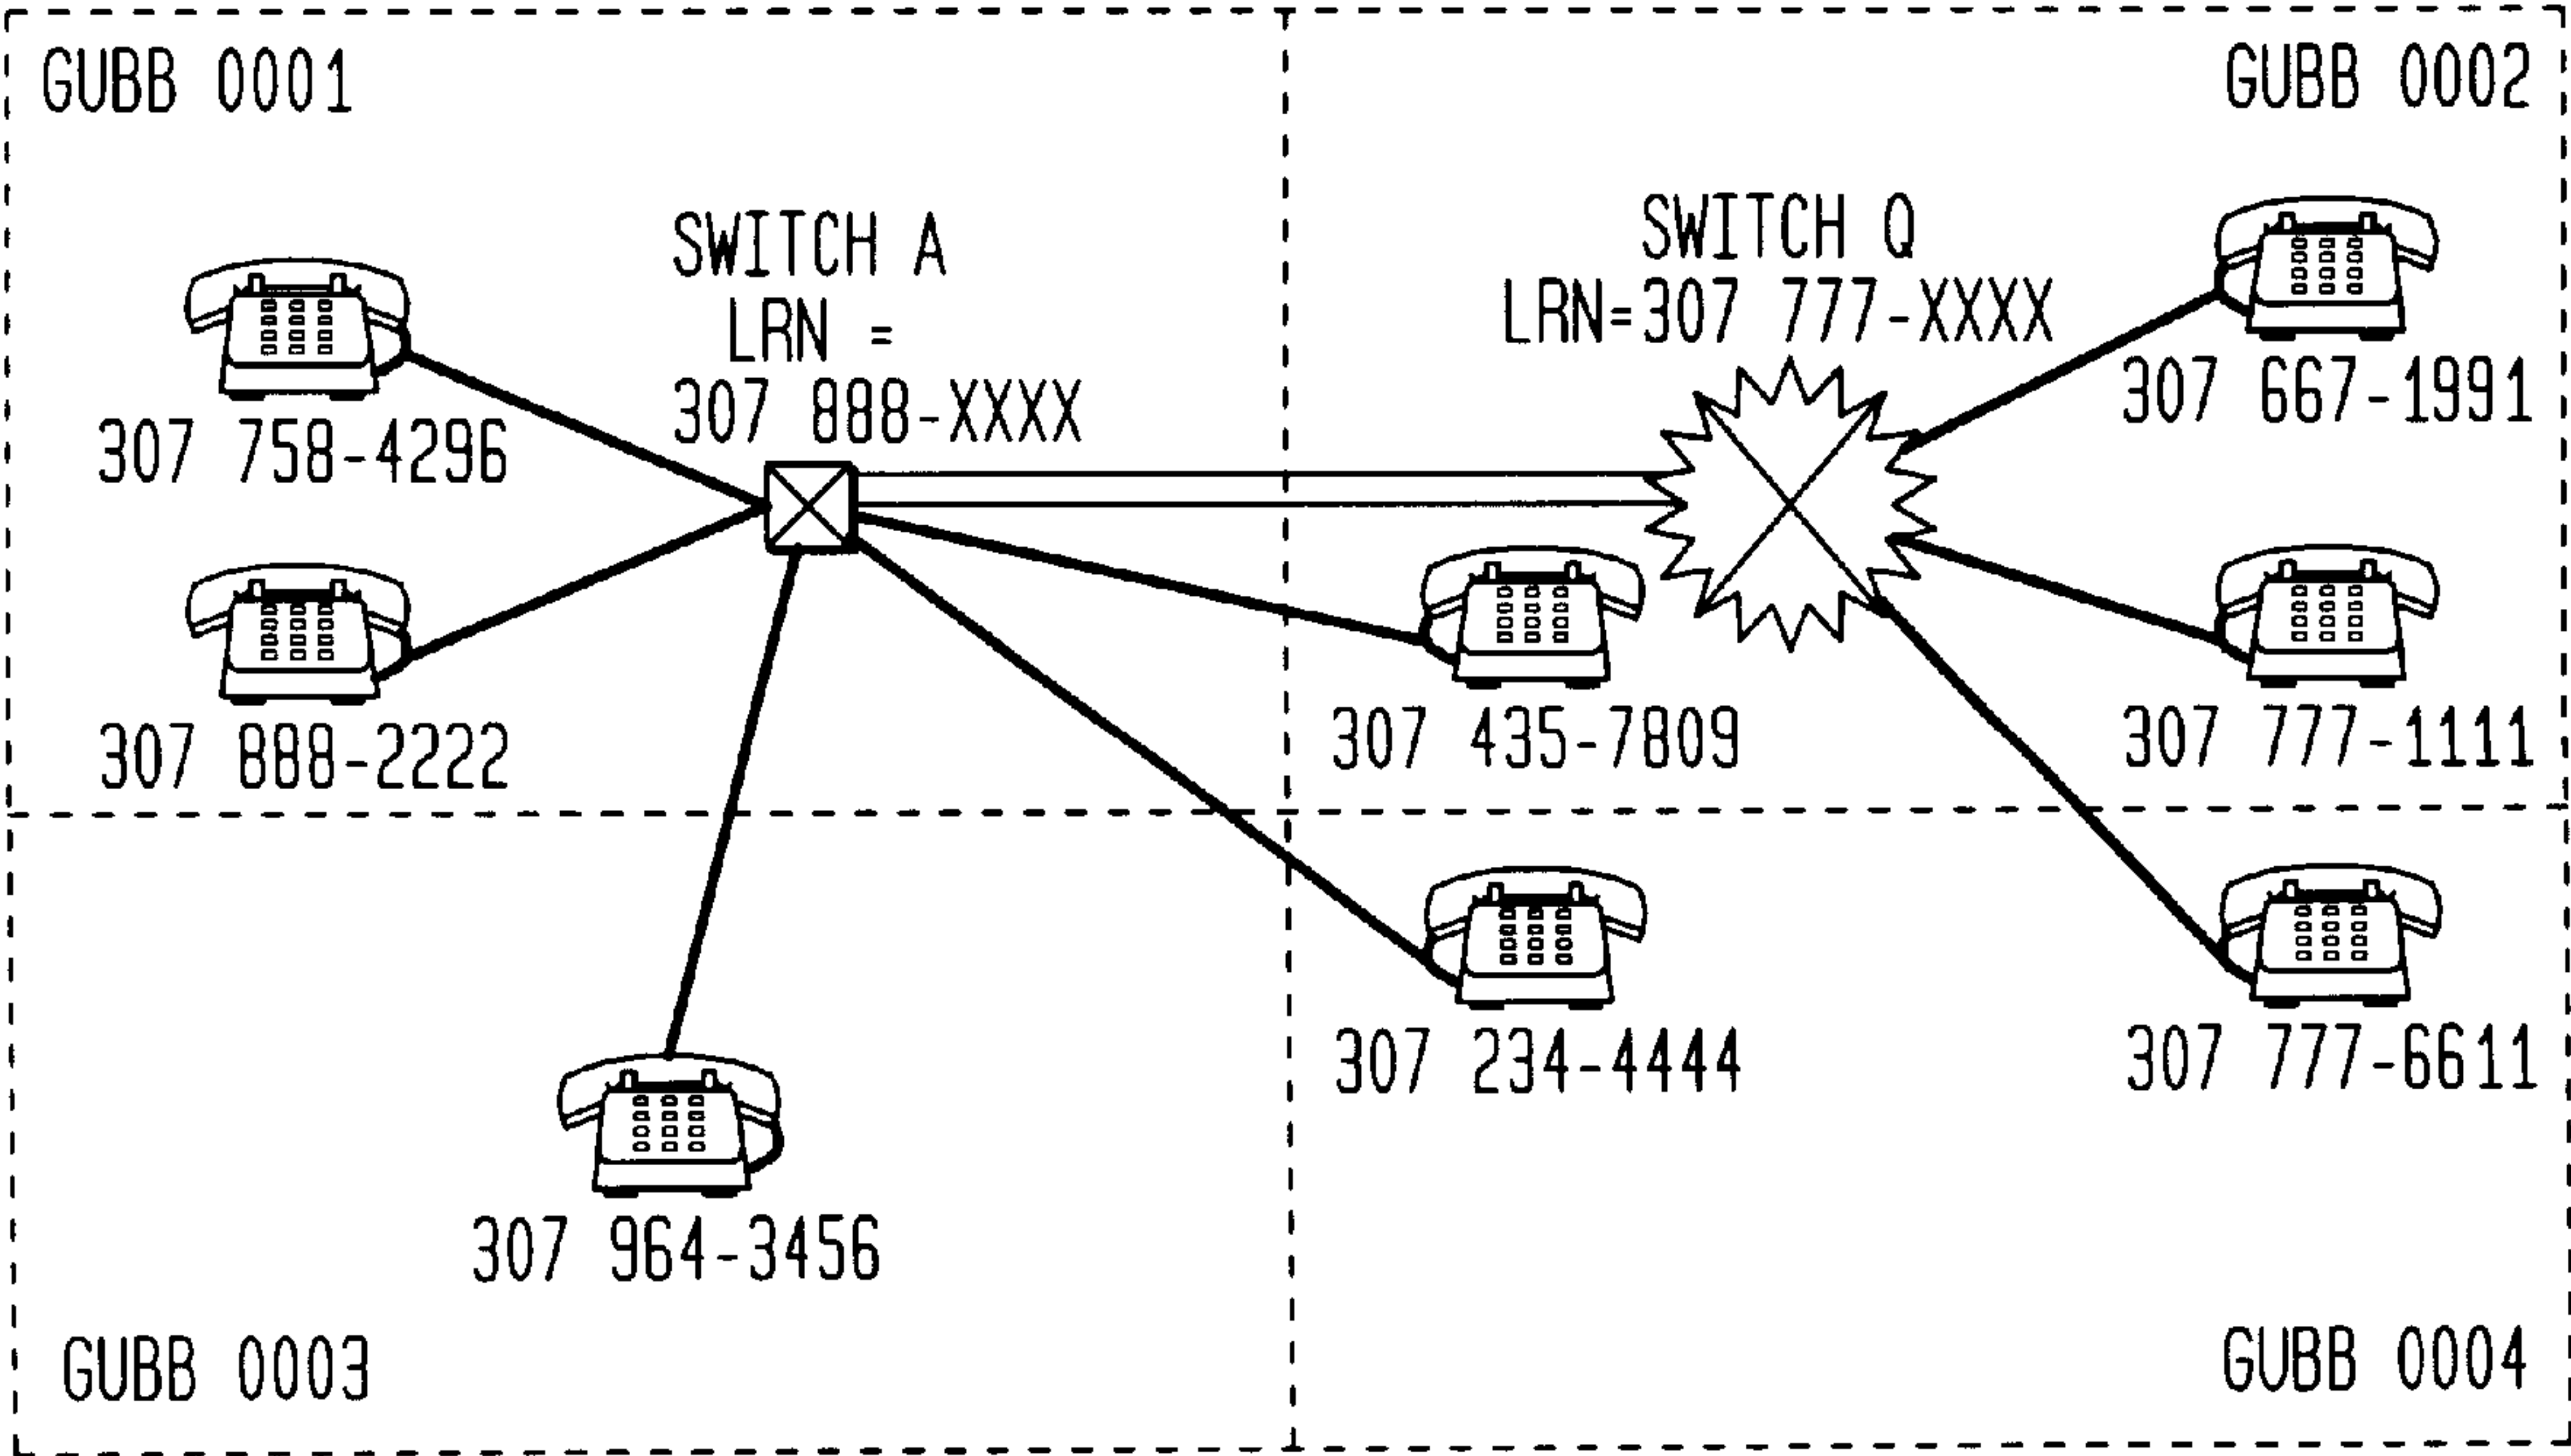 GUBB 0001
GUBB 0002
SWITCH A
LRN =
307 888-XXXX
SWITCH Q
LRN=307 777-XXXX
307 758-4296
307 667-1991
307 888-2222
307 435-7809
307 777-1111
307 234-4444
307 777-6611
307 964-3456
GUBB 0003
GUBB 0004